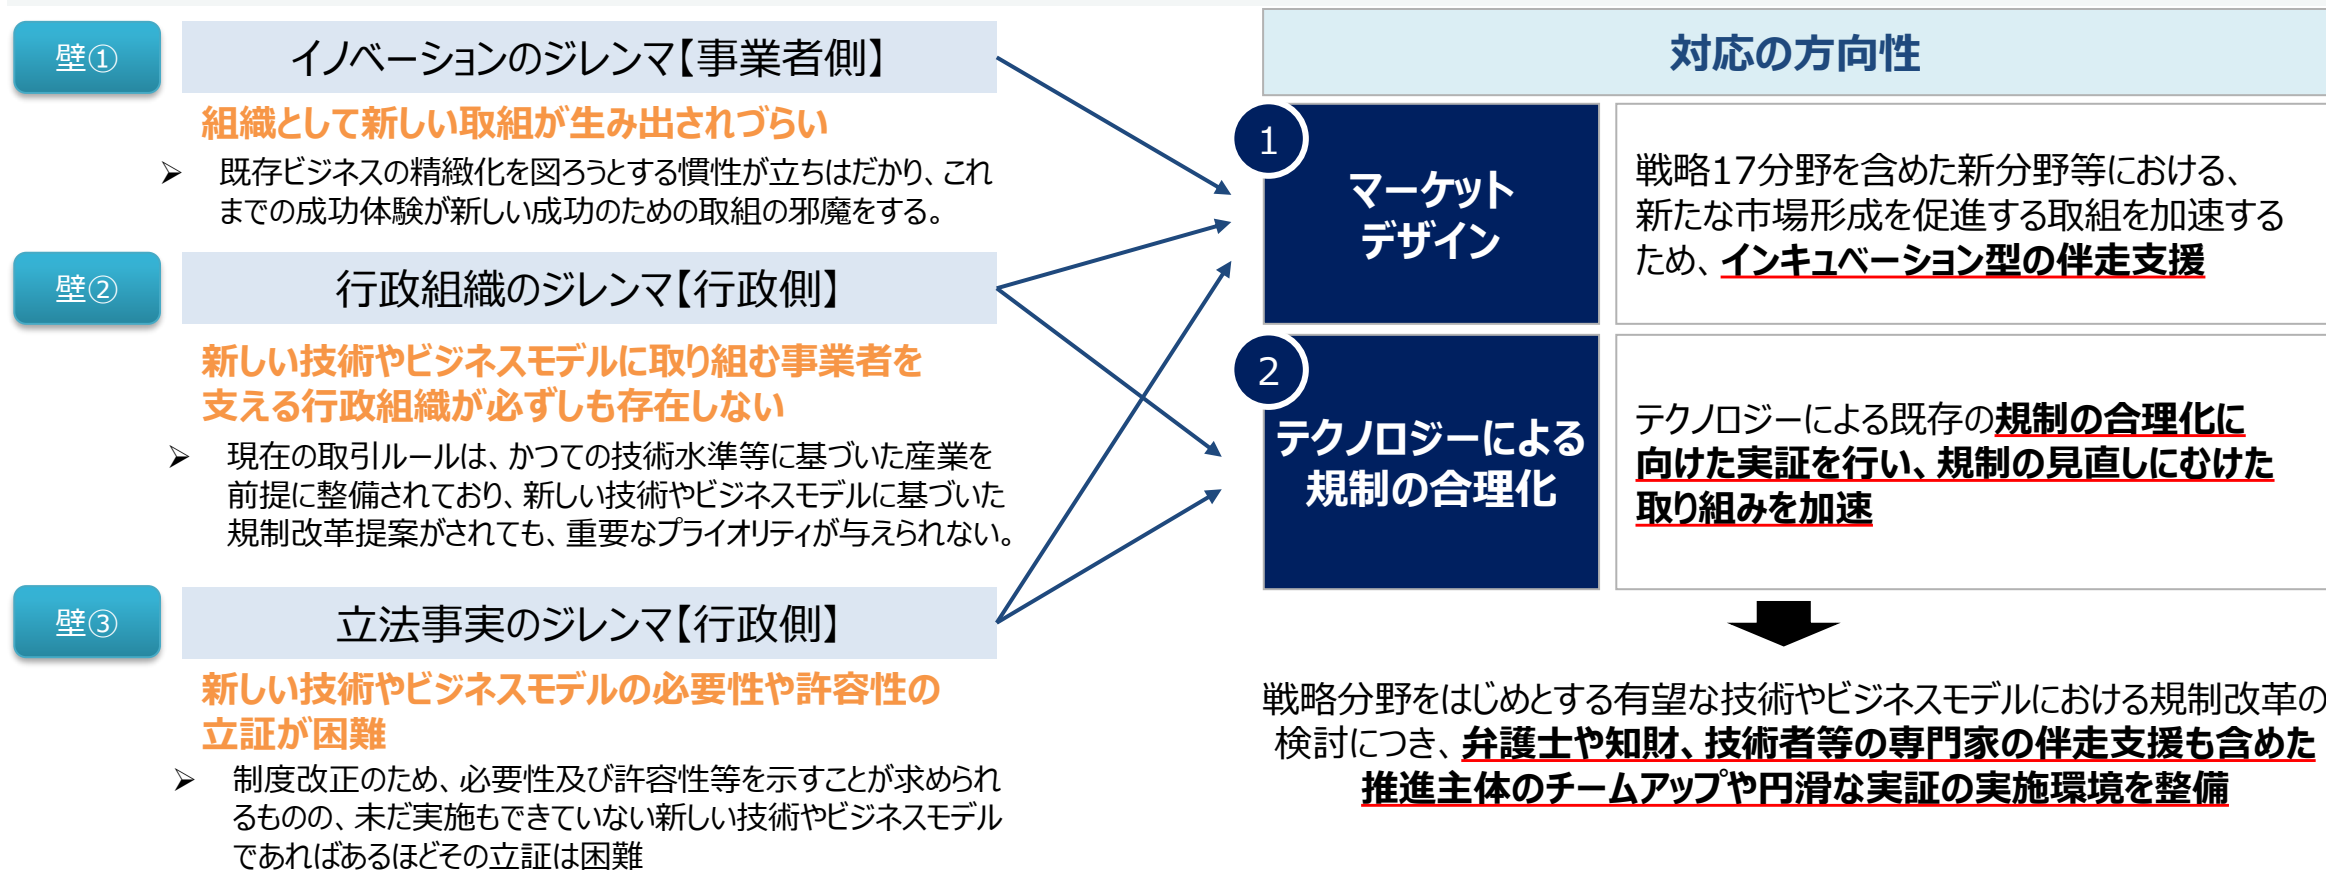 壁①
イノベーションのジレンマ【事業者側】
組織として新しい取組が生み出されづらい
➢ 既存ビジネスの精緻化を図ろうとする慣性が立ちはだかり、これ
までの成功体験が新しい成功のための取組の邪魔をする。
壁②
行政組織のジレンマ【行政側】
新しい技術やビジネスモデルに取り組む事業者を
支える行政組織が必ずしも存在しない
➢ 現在の取引ルールは、かつての技術水準等に基づいた産業を
前提に整備されており、新しい技術やビジネスモデルに基づいた
規制改革提案がされても、重要なプライオリティが与えられない。
壁③
立法事実のジレンマ【行政側】
新しい技術やビジネスモデルの必要性や許容性の
立証が困難
➢ 制度改正のため、必要性及び許容性等を示すことが求められ
るものの、未だ実施もできていない新しい技術やビジネスモデル
であればあるほどその立証は困難
対応の方向性
1
マーケット
デザイン
戦略17分野を含めた新分野等における、
新たな市場形成を促進する取組を加速する
ため、インキュベーション型の伴走支援
2
テクノロジーによる
規制の合理化
テクノロジーによる既存の規制の合理化に
向けた実証を行い、規制の見直しにむけた
取り組みを加速
戦略分野をはじめとする有望な技術やビジネスモデルにおける規制改革の
検討につき、弁護士や知財、技術者等の専門家の伴走支援も含めた
推進主体のチームアップや円滑な実証の実施環境を整備